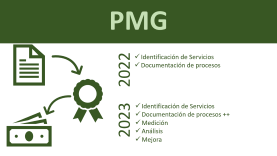 PMG
2022
✓ Identificación de Servicios
✓ Documentación de procesos
2023
✓ Identificación de Servicios
✓ Documentación de procesos ++
✓ Medición
✓ Análisis
✓ Mejora